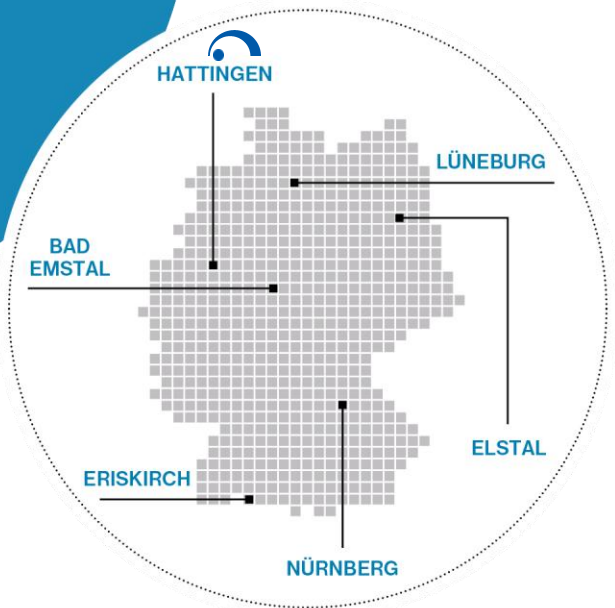 HATTINGEN
LÜNEBURG
BAD
EMSTAL
ELSTAL
ERISKIRCH
NÜRNBERG